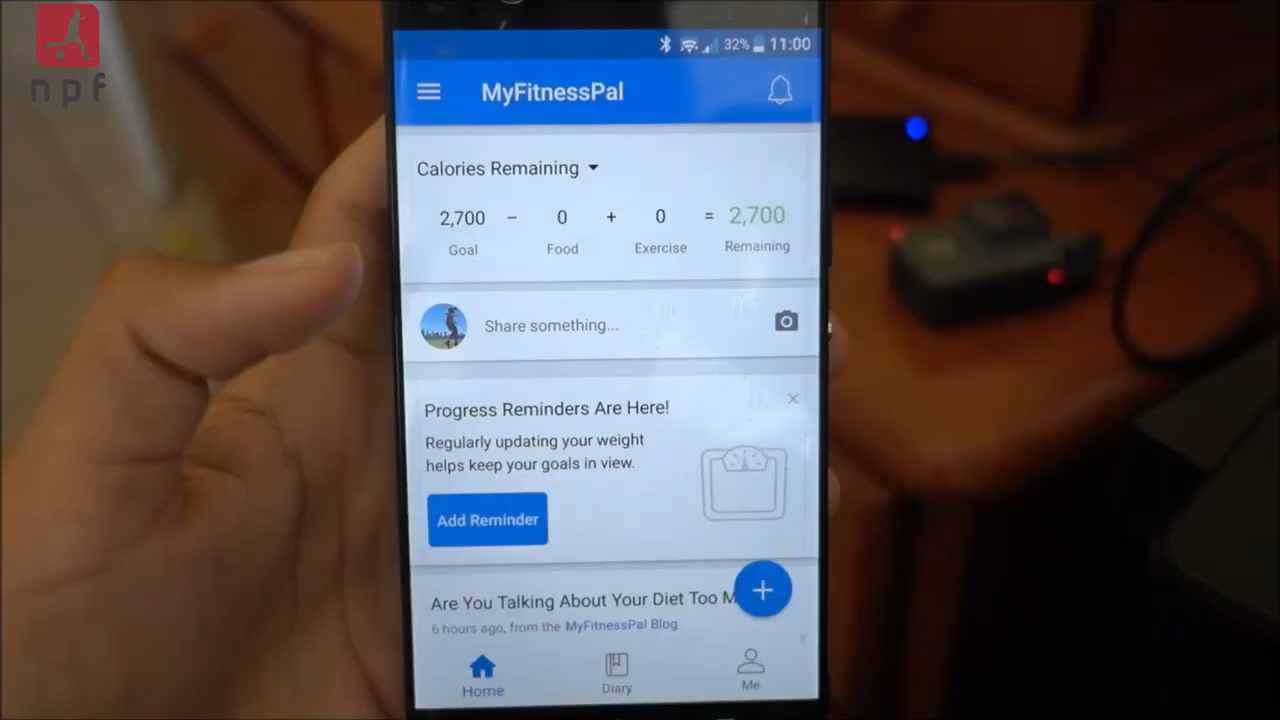 npf
32% 11:00
MyFitnessPal
Calories Remaining
2,700 - 0 + 0 = 2,700
Goal Food Exercise Remaining
Share something...
Progress Reminders Are Here!
Regularly updating your weight
helps keep your goals in view.
Add Reminder
+
Are You Talking About Your Diet Too M
6 hours ago, from the MyFitnessPal Blog
Home Diary Me